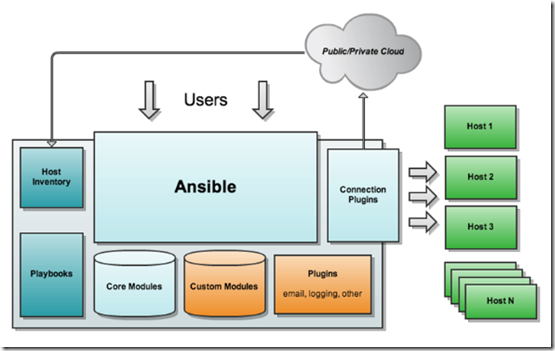 Public/Private Cloud
Users
Host
Inventory
Ansible
Connection
Plugins
Host 1
Host 2
Host 3
Host N
Playbooks
Core Modules
Custom Modules
Plugins
email, logging, other